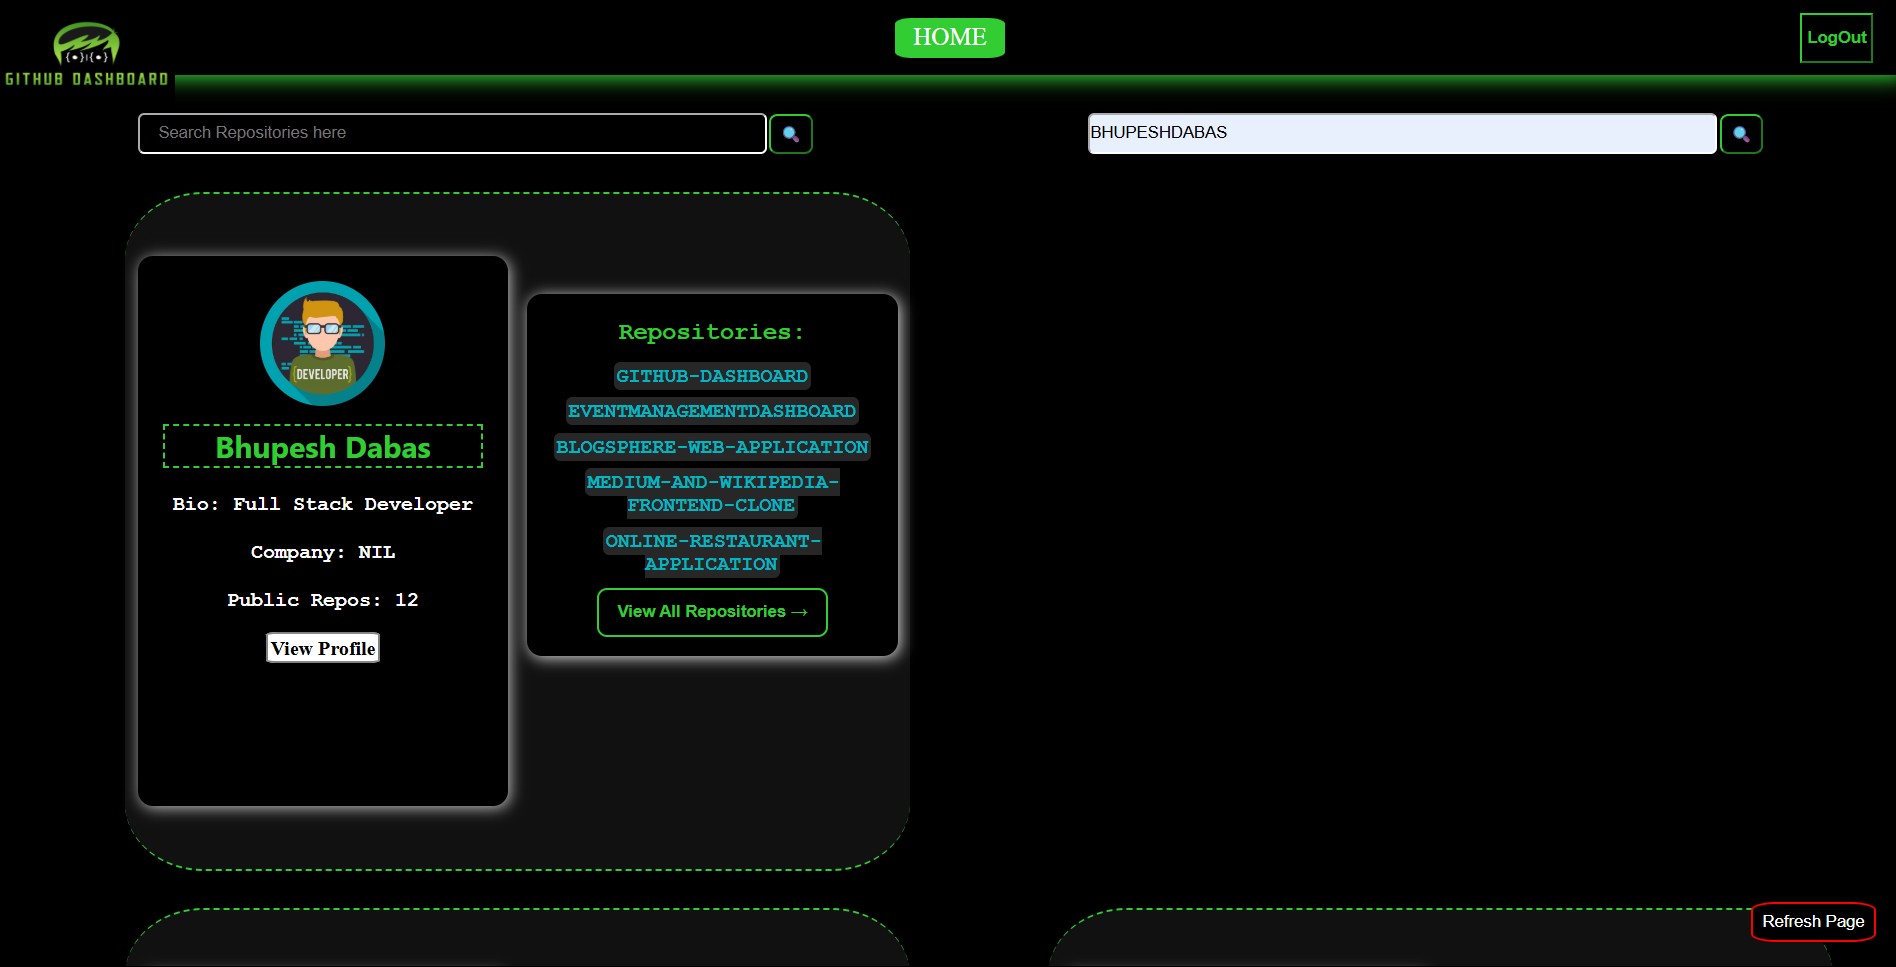 GITHUB DASHBOARD
HOME
LogOut
Search Repositories here
BHUPESHDABAS
{DEVELOPER}
Bhupesh Dabas
Bio: Full Stack Developer
Company: NIL
Public Repos: 12
View Profile
Repositories:
GITHUB-DASHBOARD
EVENTMANAGEMENTDASHBOARD
BLOGSPHERE-WEB-APPLICATION
MEDIUM-AND-WIKIPEDIA-
FRONTEND-CLONE
ONLINE-RESTAURANT-
APPLICATION
View All Repositories →
Refresh Page